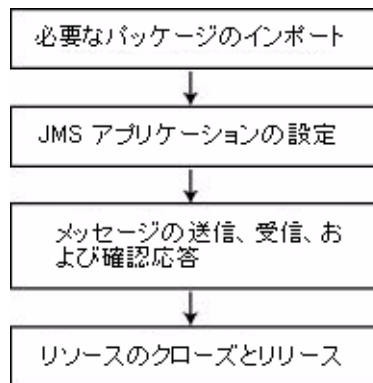 必要なパッケージのインポート
JMS アプリケーションの設定
メッセージの送信、受信、お
よび確認応答
リソースのクローズとリリース